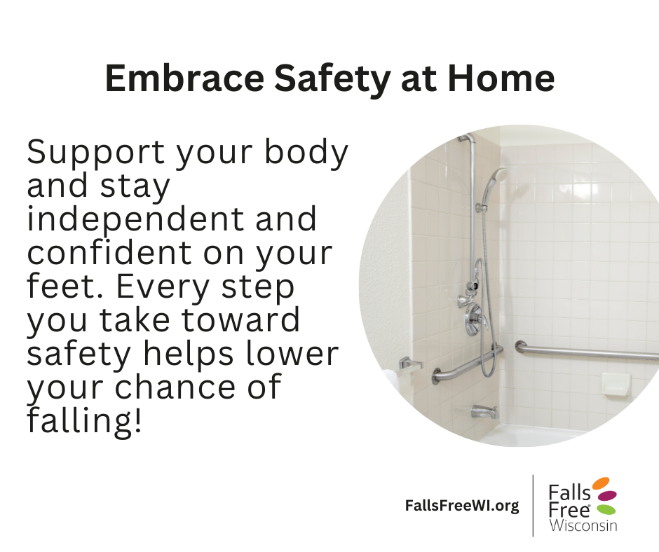 Embrace Safety at Home
Support your body
and stay
independent and
confident on your
feet. Every step
you take toward
safety helps lower
your chance of
falling!
FallsFreeWI.org
Falls
Free
Wisconsin